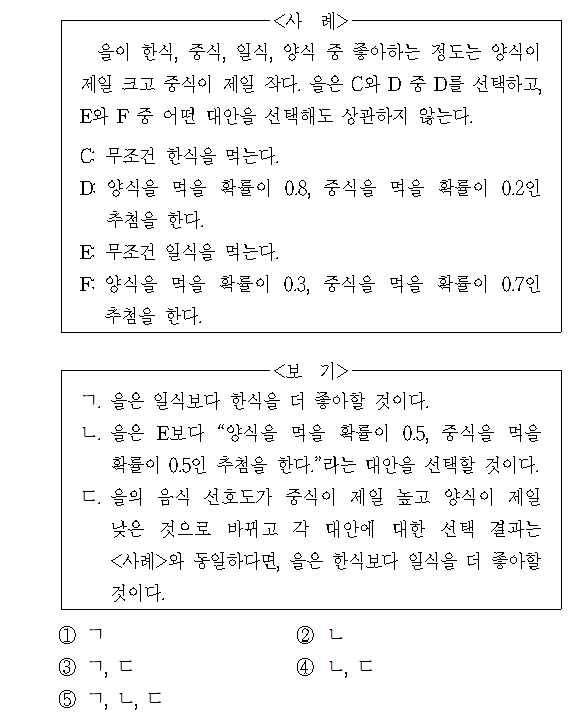 <사 례>
을이 한식, 중식, 일식, 양식 중 좋아하는 정도는 양식이
제일 크고 중식이 제일 작다. 을은 C와 D 중 D를 선택하고,
E와 F 중 어떤 대안을 선택해도 상관하지 않는다.
C: 무조건 한식을 먹는다.
D: 양식을 먹을 확률이 0.8, 중식을 먹을 확률이 0.2인
추첨을 한다.
E: 무조건 일식을 먹는다.
F: 양식을 먹을 확률이 0.3, 중식을 먹을 확률이 0.7인
추첨을 한다.
<보 기>
ㄱ. 을은 일식보다 한식을 더 좋아할 것이다.
ㄴ. 을은 E보다 “양식을 먹을 확률이 0.5, 중식을 먹을
확률이 0.5인 추첨을 한다.”라는 대안을 선택할 것이다.
ㄷ. 을의 음식 선호도가 중식이 제일 높고 양식이 제일
낮은 것으로 바뀌고 각 대안에 대한 선택 결과는
<사례>와 동일하다면, 을은 한식보다 일식을 더 좋아할
것이다.
① ㄱ ② ㄴ
③ ㄱ, ㄷ ④ ㄴ, ㄷ
⑤ ㄱ, ㄴ, ㄷ